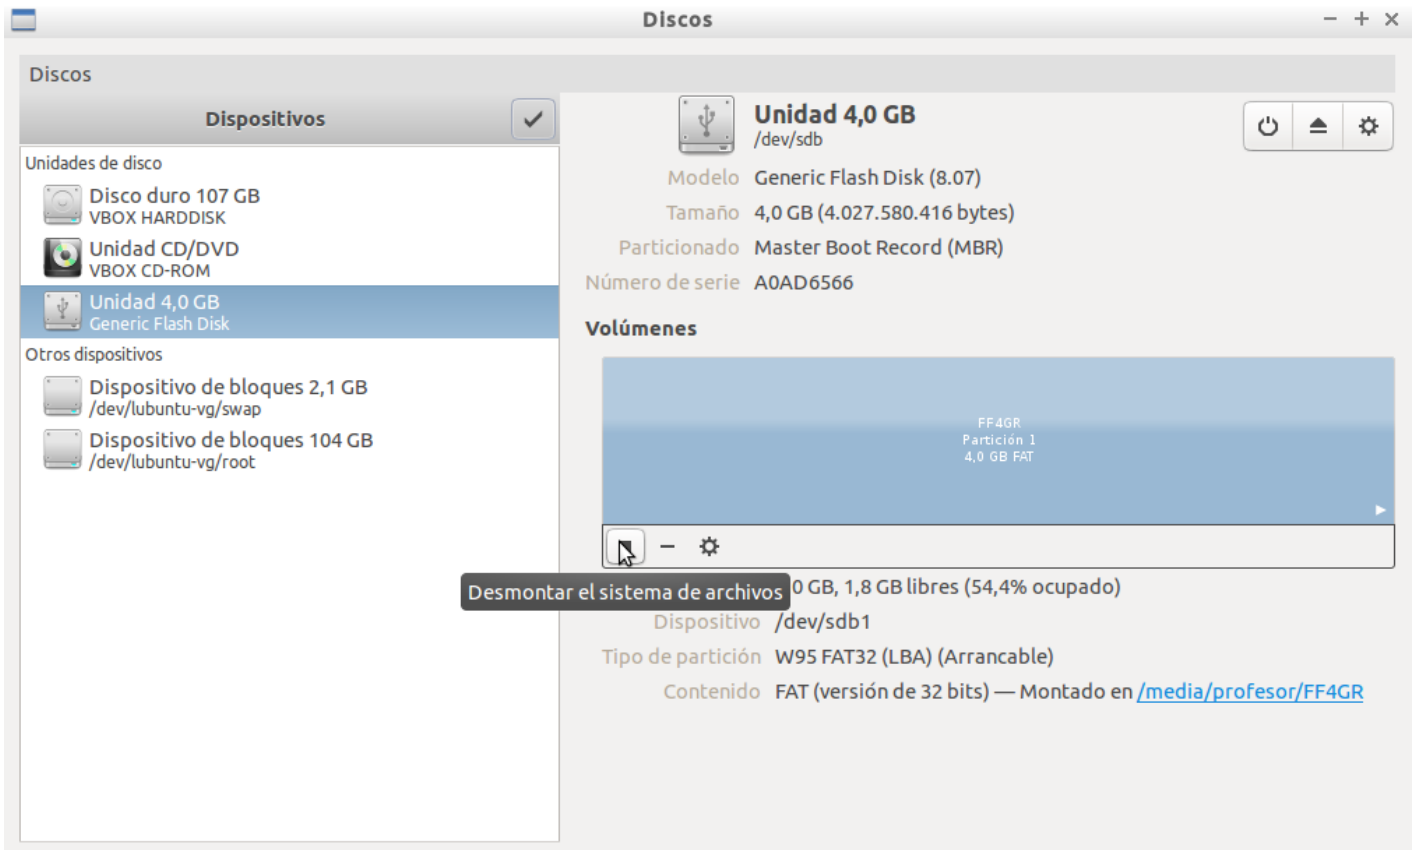 Discos
Discos
Dispositivos
Unidades de disco
Disco duro 107 GB
VBOX HARDDISK
Unidad CD/DVD
VBOX CD-ROM
Unidad 4,0 GB
Generic Flash Disk
Otros dispositivos
Dispositivo de bloques 2,1 GB
/dev/lubuntu-vg/swap
Dispositivo de bloques 104 GB
/dev/lubuntu-vg/root
Unidad 4,0 GB
/dev/sdb
Modelo Generic Flash Disk (8.07)
Tamaño 4,0 GB (4.027.580.416 bytes)
Particionado Master Boot Record (MBR)
Número de serie A0AD6566
Volúmenes
FF4GR
Partición 1
4,0 GB FAT
Desmontar el sistema de archivos
0 GB, 1,8 GB libres (54,4% ocupado)
Dispositivo /dev/sdb1
Tipo de partición W95 FAT32 (LBA) (Arrancable)
Contenido FAT (versión de 32 bits) — Montado en /media/profesor/FF4GR